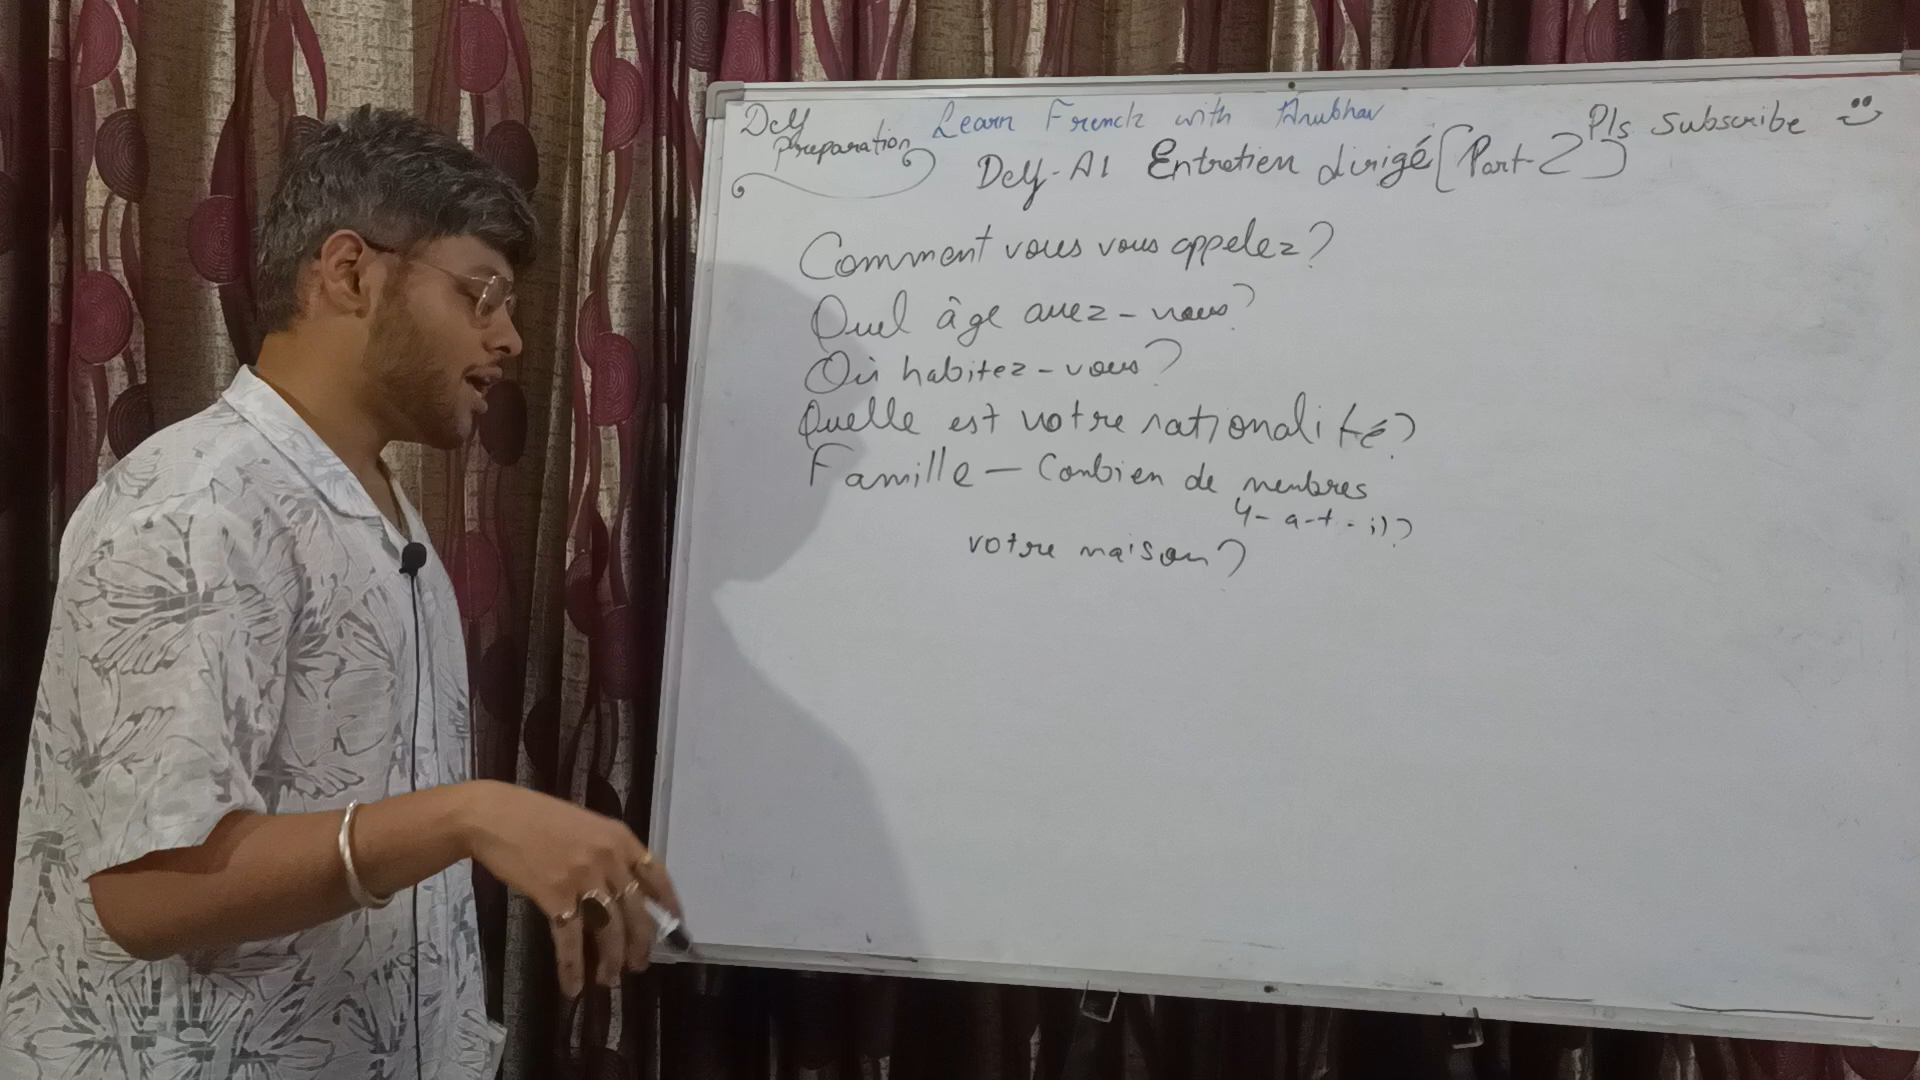 Delf Preparation
Learn French with Anubhav
Pls Subscribe
Delf-A1 Entretien dirigé [Part-2]
Comment vous vous appelez?
Quel âge avez-vous?
Où habitez-vous?
Quelle est votre nationalité?
Famille - Combien de membres
y-a-t-il?
votre maison?